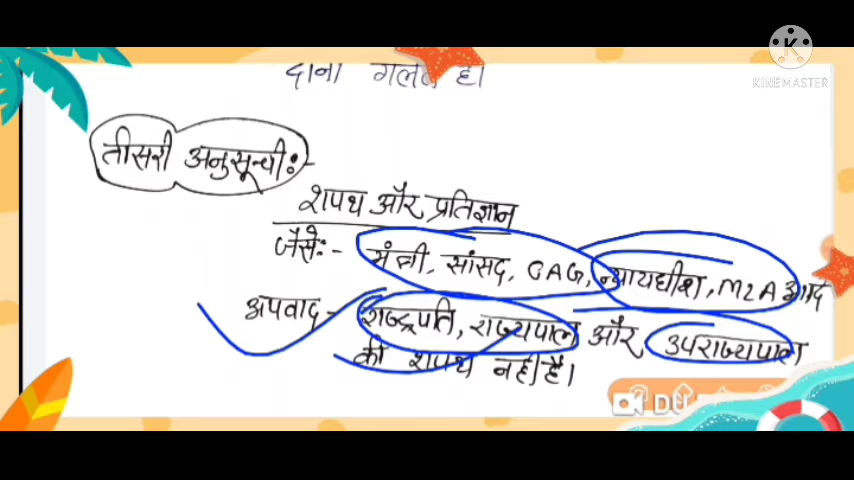 KINEMASTER
दाना गलत है।
तीसरी अनुसूची:-
शपथ और प्रतिज्ञान
जैसे:- मंत्री, सांसद, CAG, न्यायधीश, MLA आद
अपवाद - राष्ट्रपति, राज्यपाल और उपराज्यपाल
की शपथ नहीं है।
DU